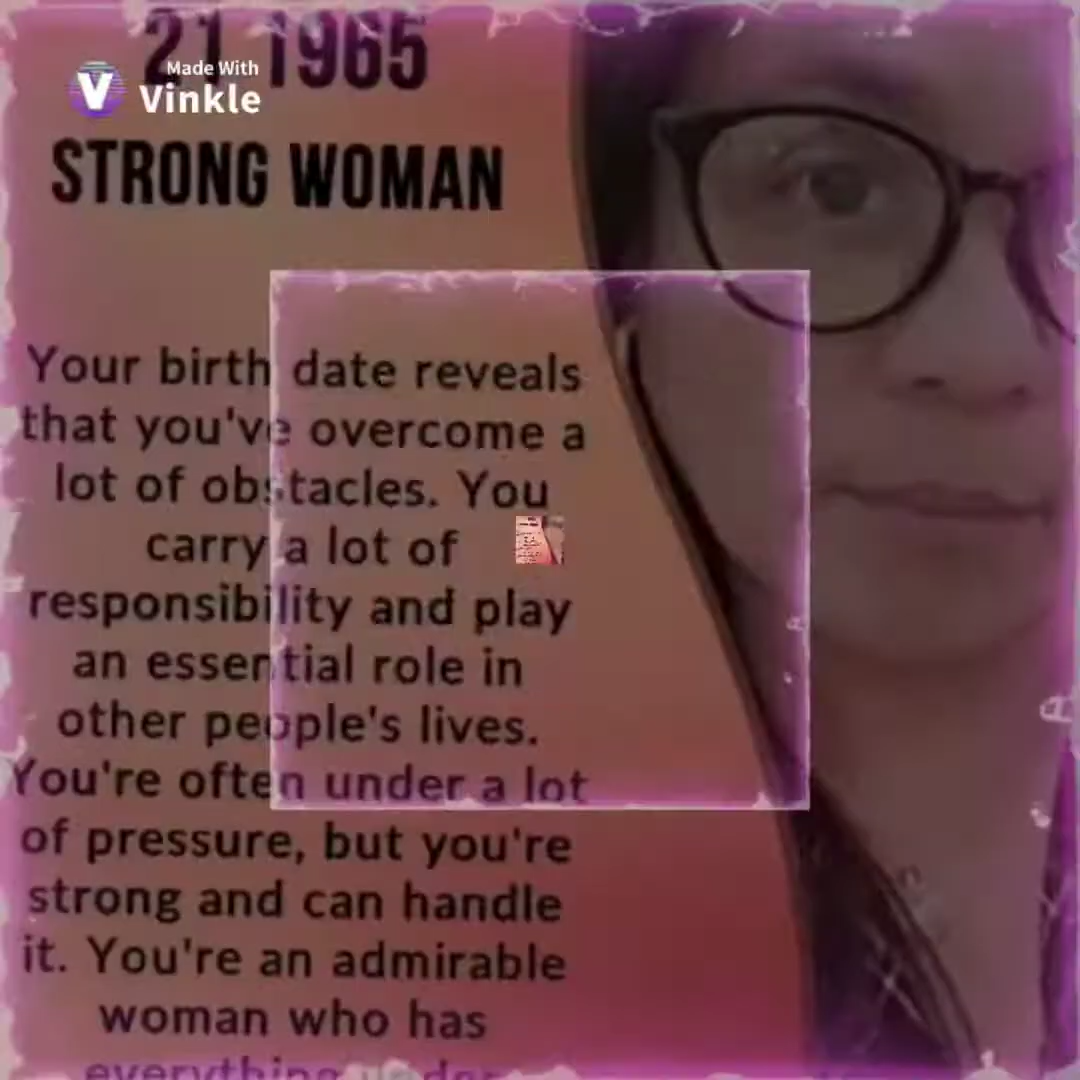 21 1965
Made With
Vinkle
STRONG WOMAN
Your birth date reveals
that you've overcome a
lot of obstacles. You
carry a lot of
responsibility and play
an essential role in
other people's lives.
You're often under a lot
of pressure, but you're
strong and can handle
it. You're an admirable
woman who has
everything under